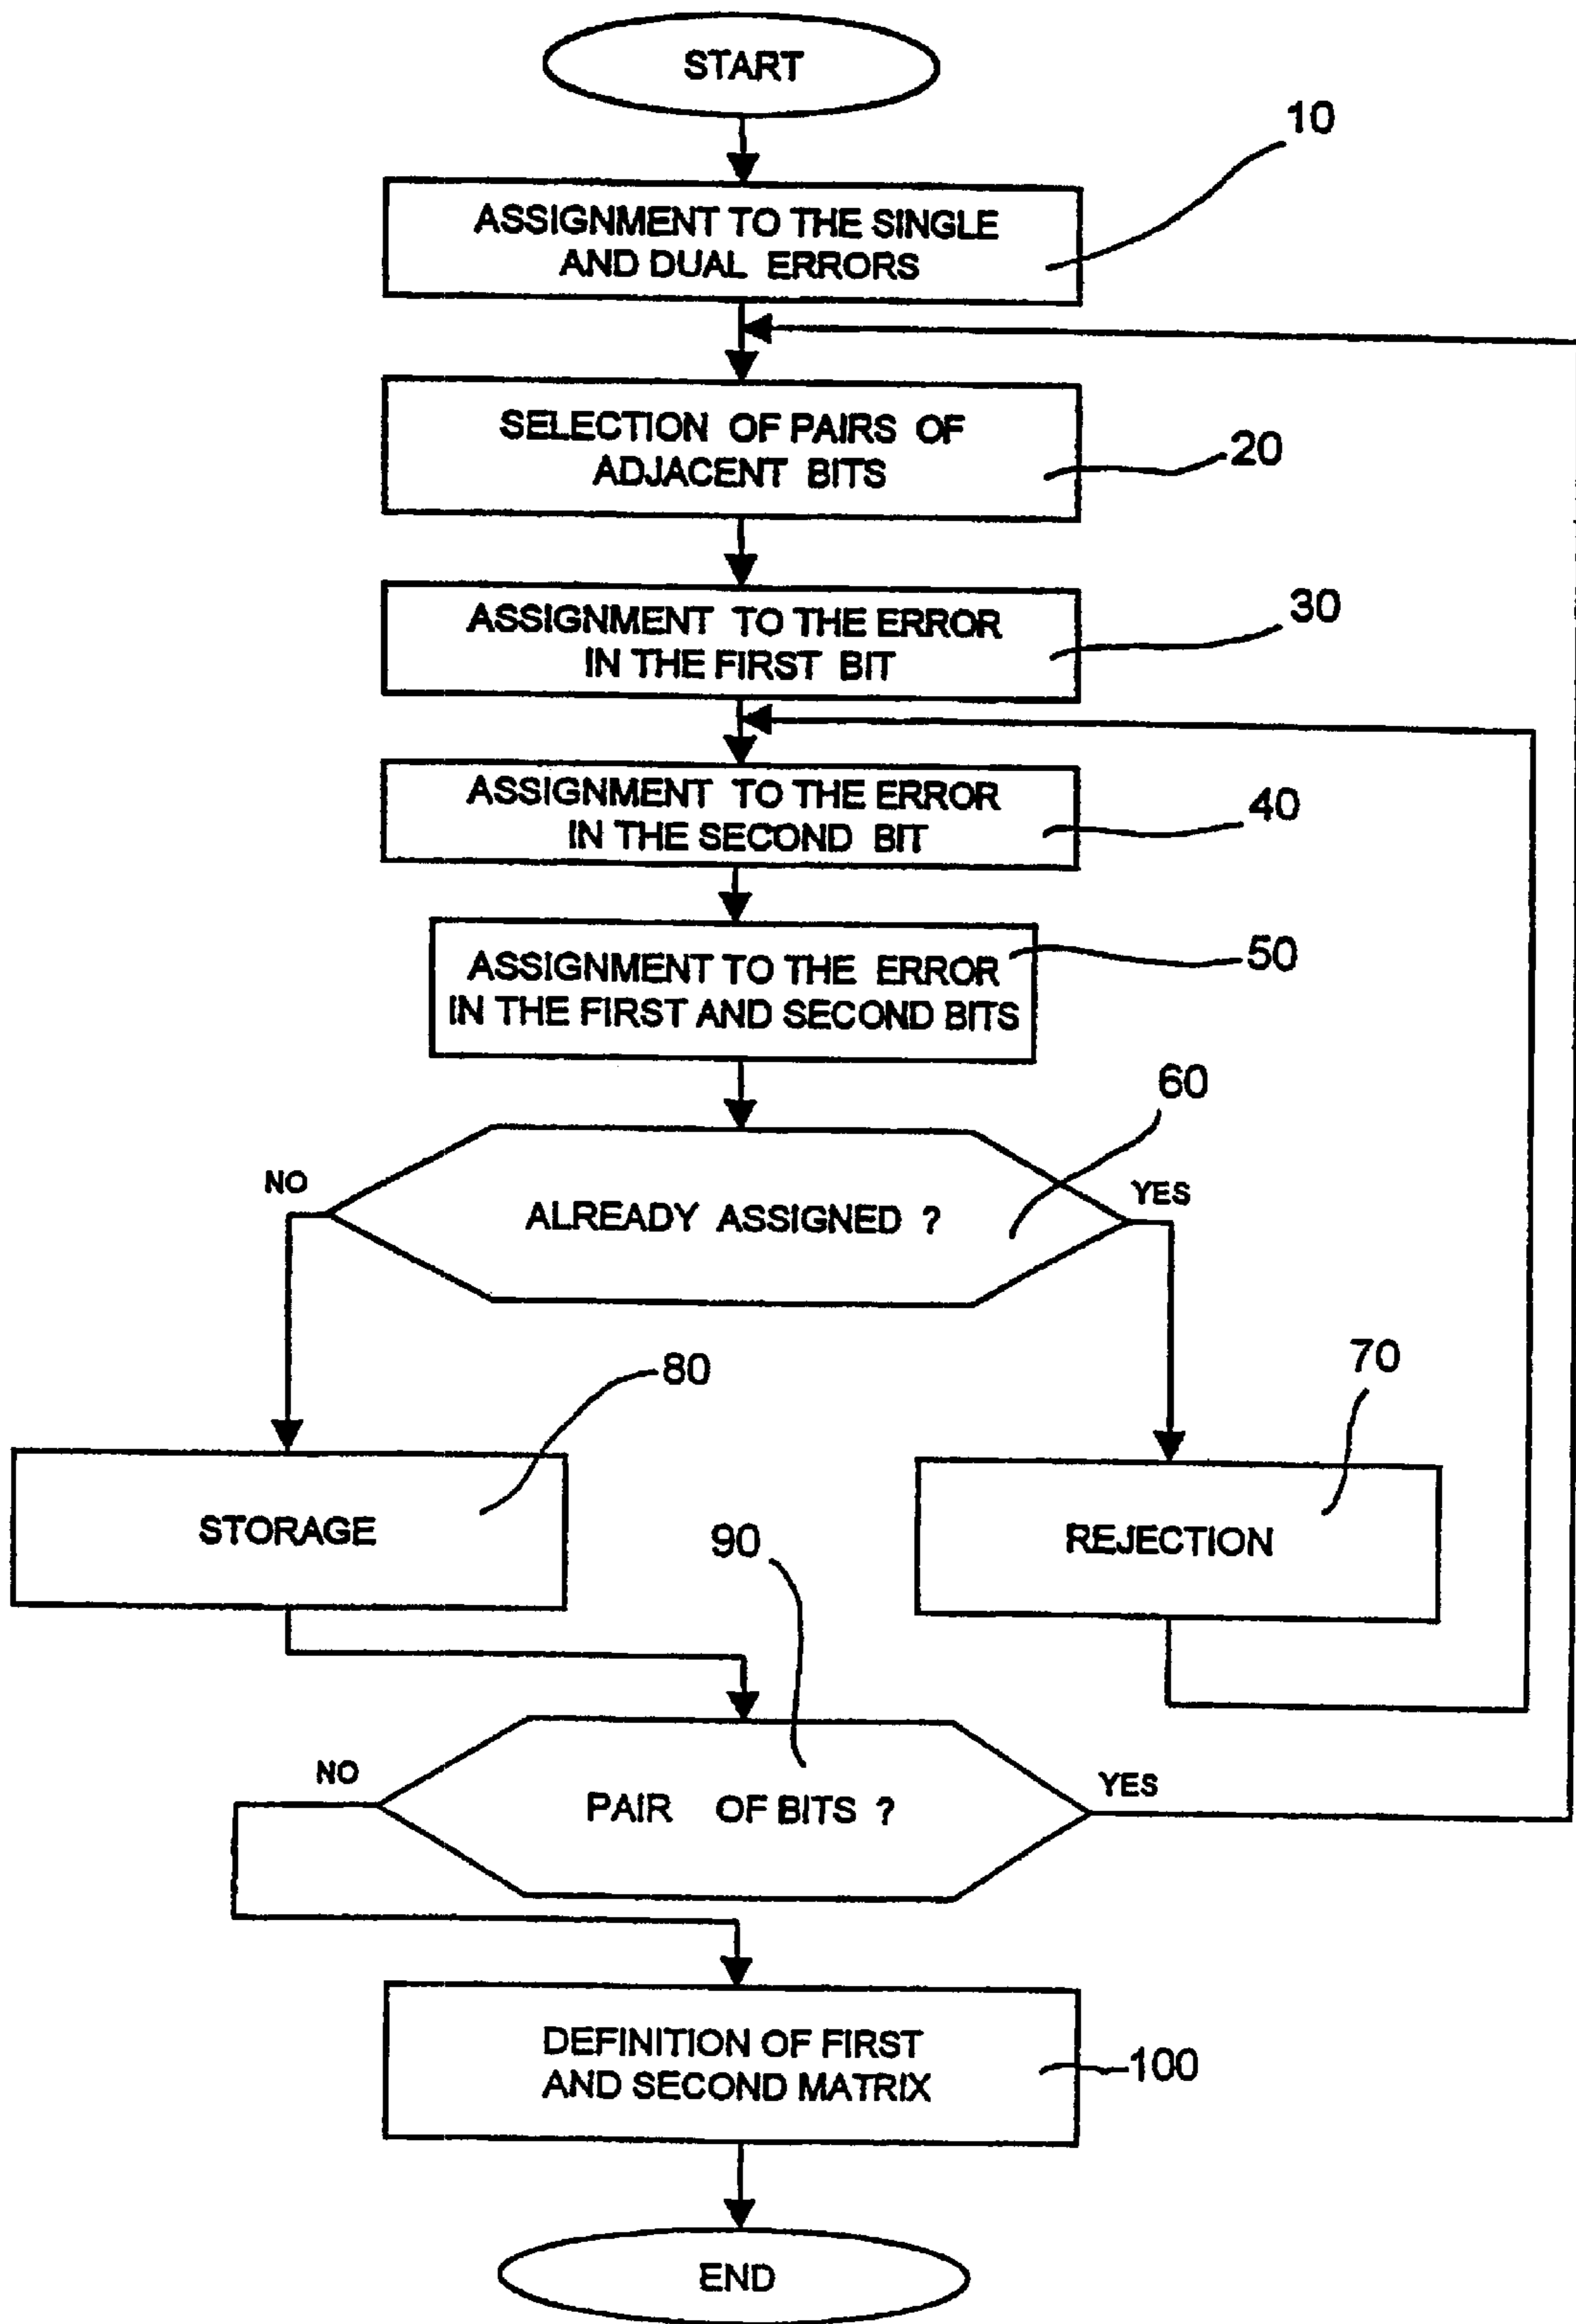 START
10
ASSIGNMENT TO THE SINGLE
AND DUAL ERRORS
SELECTION OF PAIRS OF
ADJACENT BITS
20
30
ASSIGNMENT TO THE ERROR
IN THE FIRST BIT
ASSIGNMENT TO THE ERROR
IN THE SECOND BIT
40
50
ASSIGNMENT TO THE ERROR
IN THE FIRST AND SECOND BITS
60
NO
YES
ALREADY ASSIGNED ?
80
70
STORAGE
REJECTION
90
NO
YES
PAIR OF BITS ?
DEFINITION OF FIRST
AND SECOND MATRIX
100
END